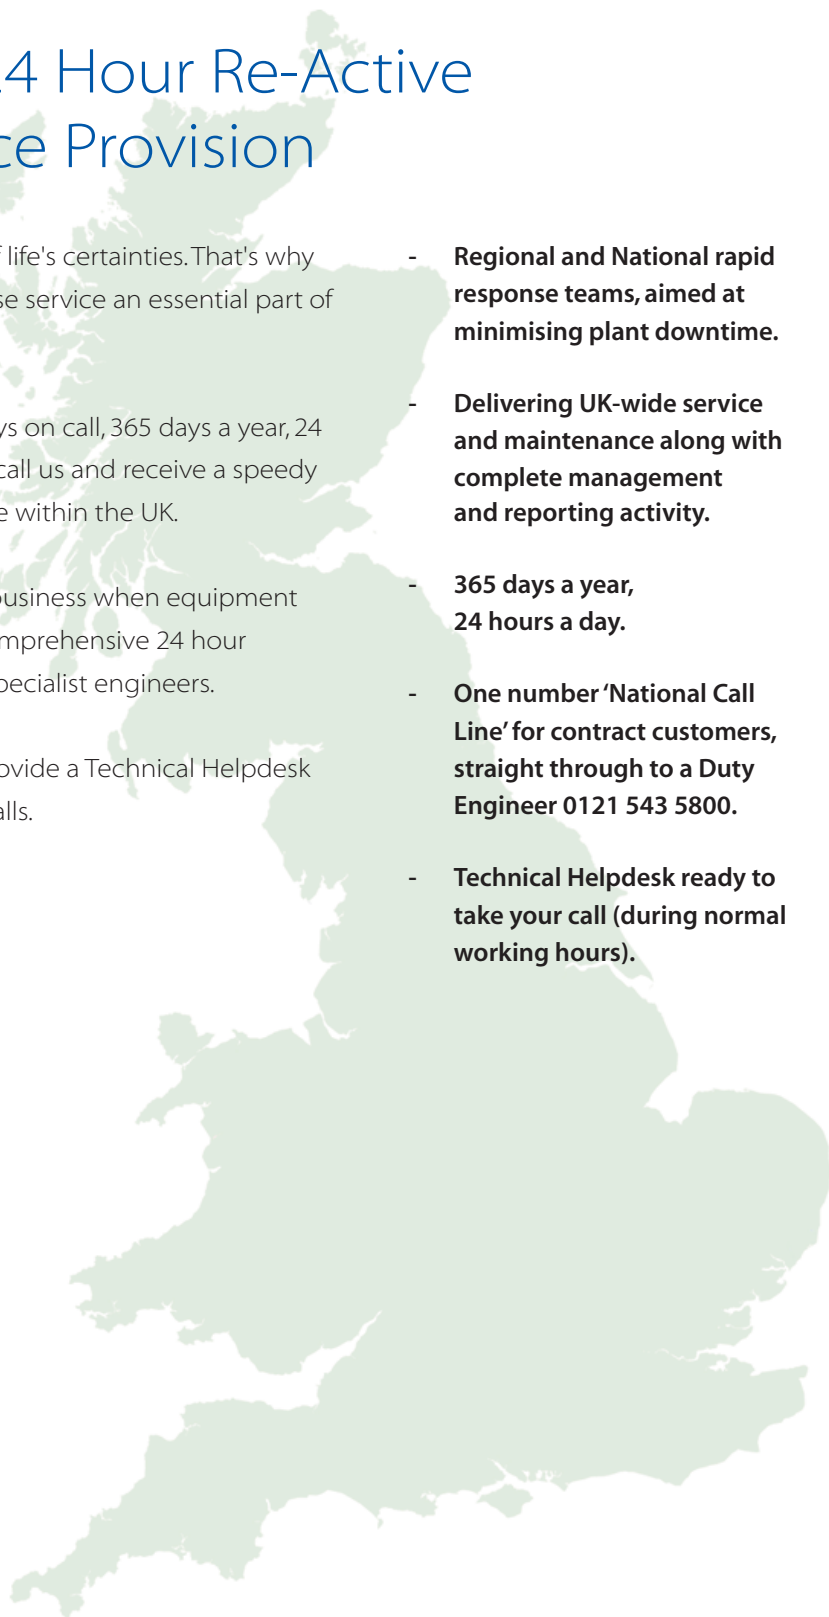 24 Hour Re-Active
ce Provision
life's certainties. That's why
se service an essential part of
ys on call, 365 days a year, 24
call us and receive a speedy
e within the UK.
business when equipment
omprehensive 24 hour
pecialist engineers.
ovide a Technical Helpdesk
alls.
- Regional and National rapid
response teams, aimed at
minimising plant downtime.
- Delivering UK-wide service
and maintenance along with
complete management
and reporting activity.
- 365 days a year,
24 hours a day.
- One number ‘National Call
Line’ for contract customers,
straight through to a Duty
Engineer 0121 543 5800.
- Technical Helpdesk ready to
take your call (during normal
working hours).